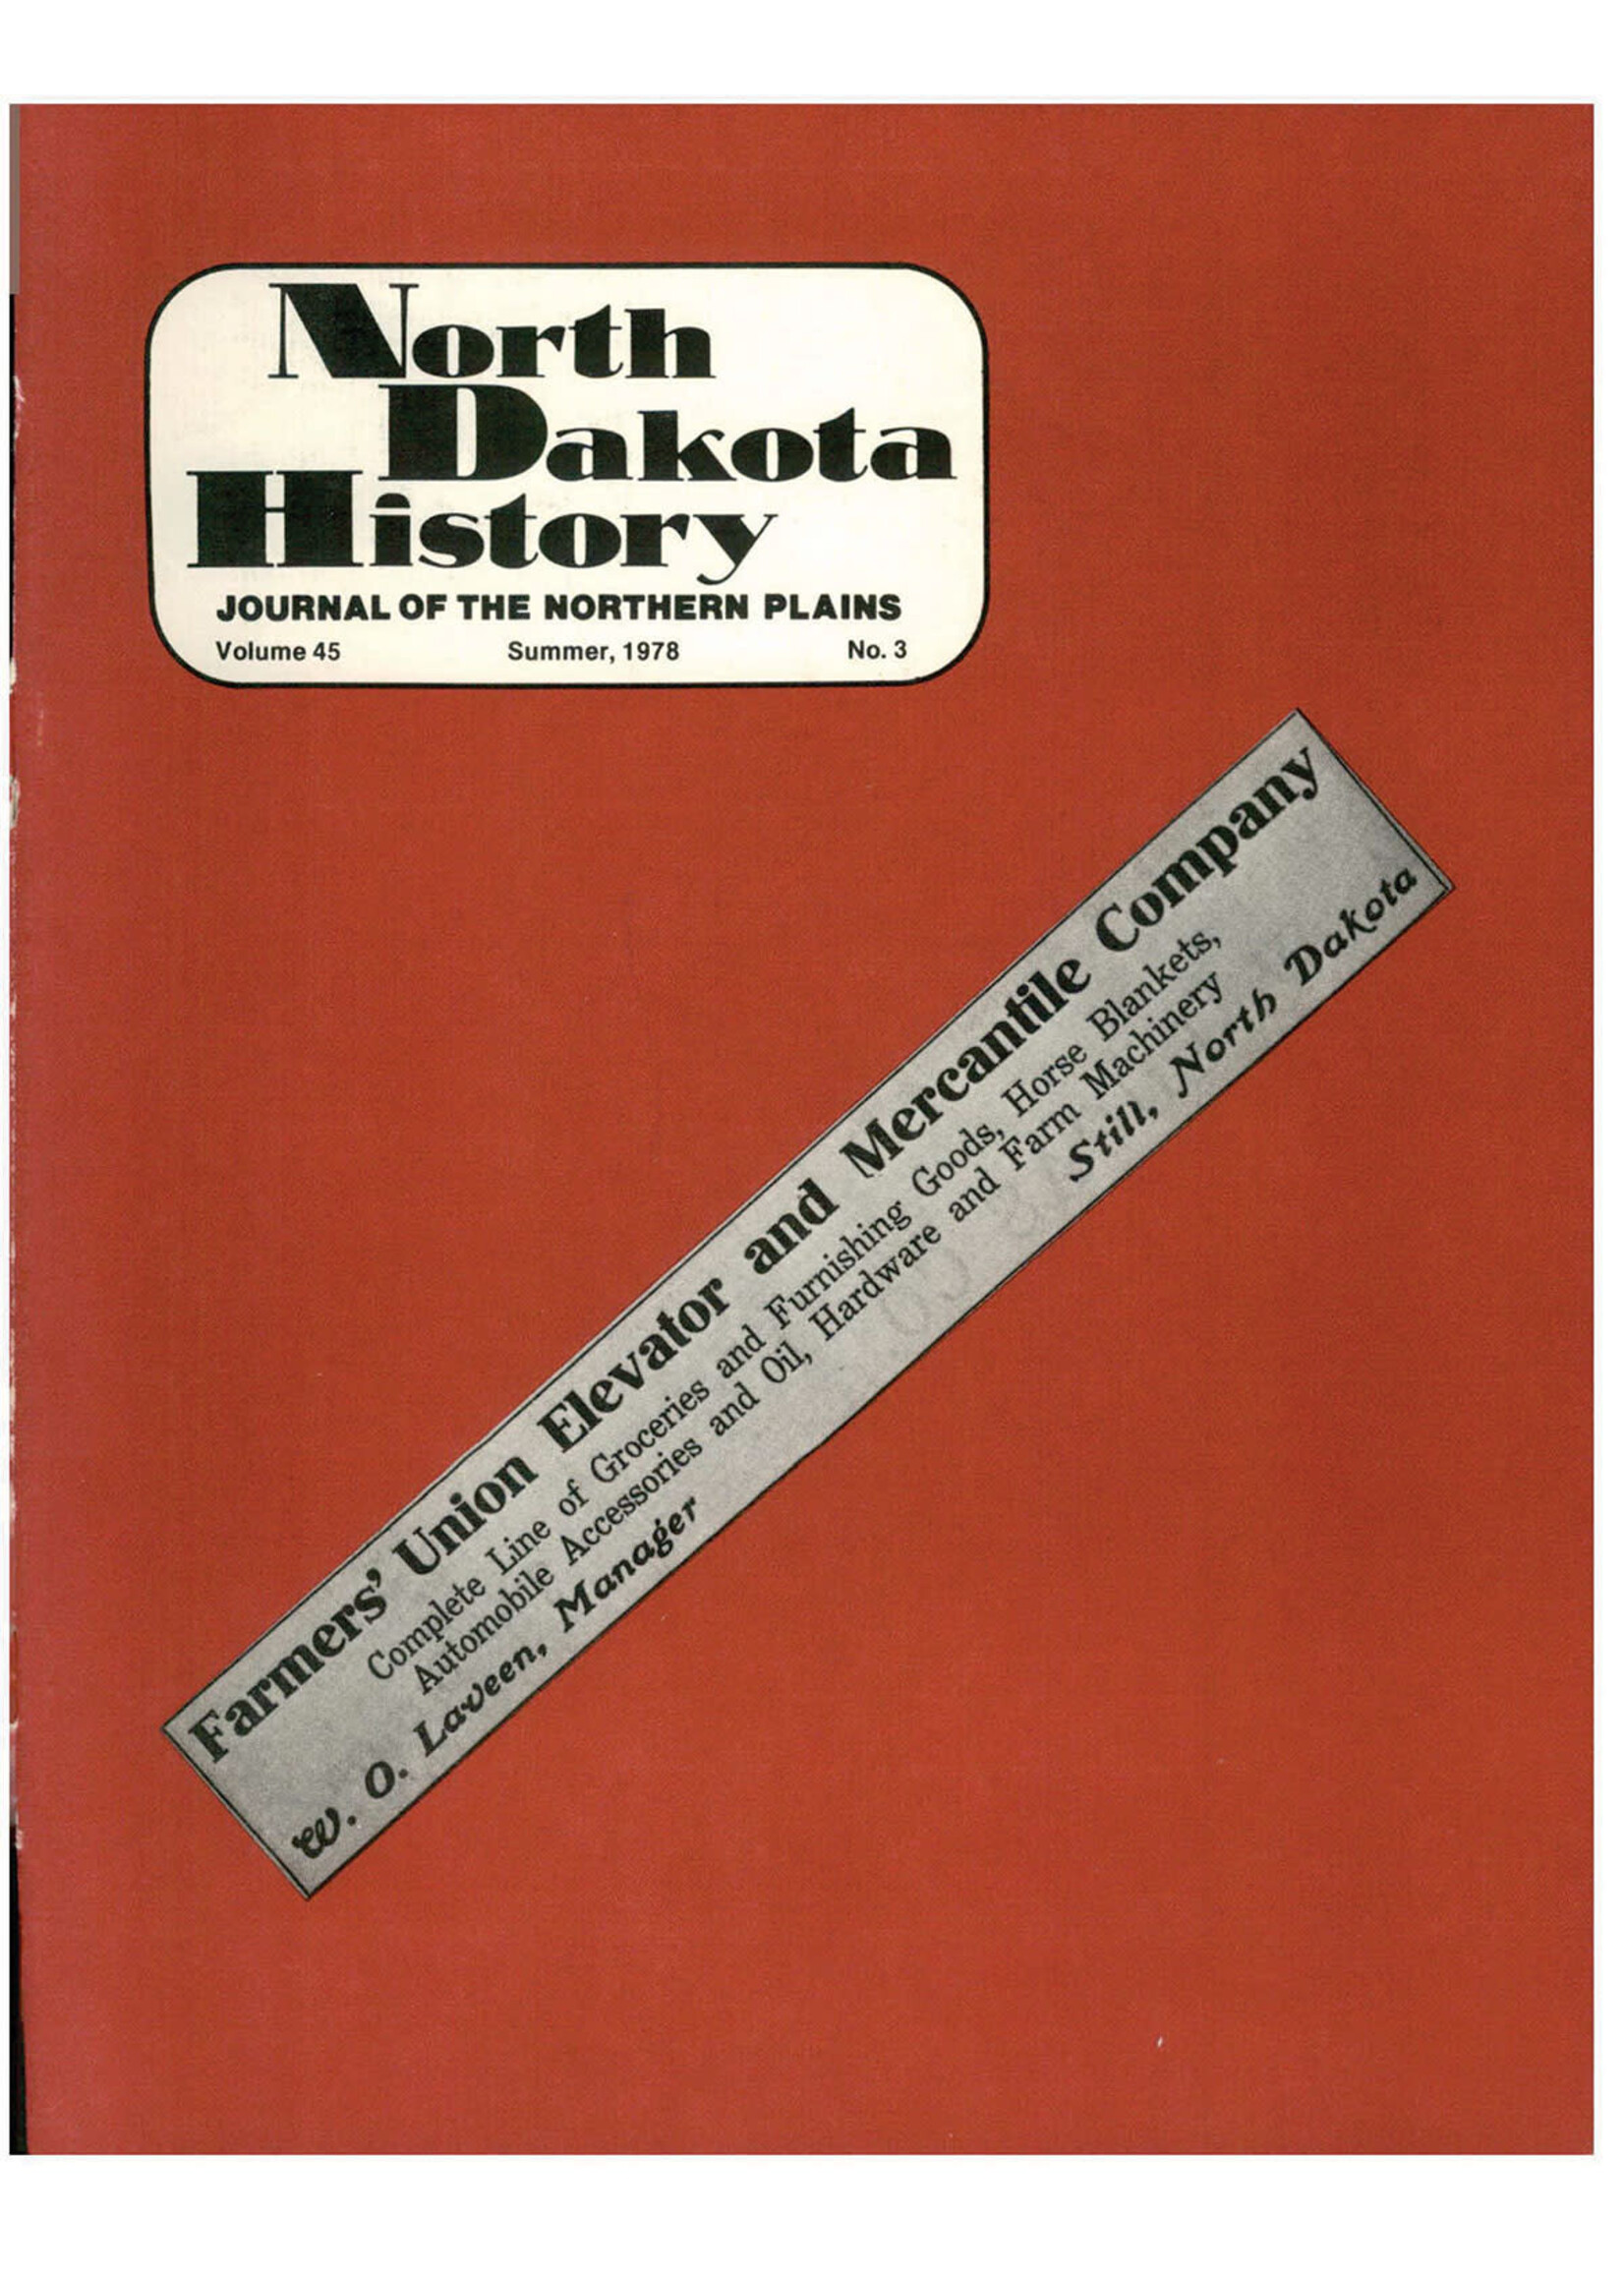 North
Dakota
History
JOURNAL OF THE NORTHERN PLAINS
Volume 45 Summer, 1978 No. 3
Farmers' Union Elevator and Mercantile Company
Complete Line of Groceries and Furnishing Goods, Horse Blankets,
Automobile Accessories and Oil, Hardware and Farm Machinery
W. O. Laveen, Manager Still, North Dakota